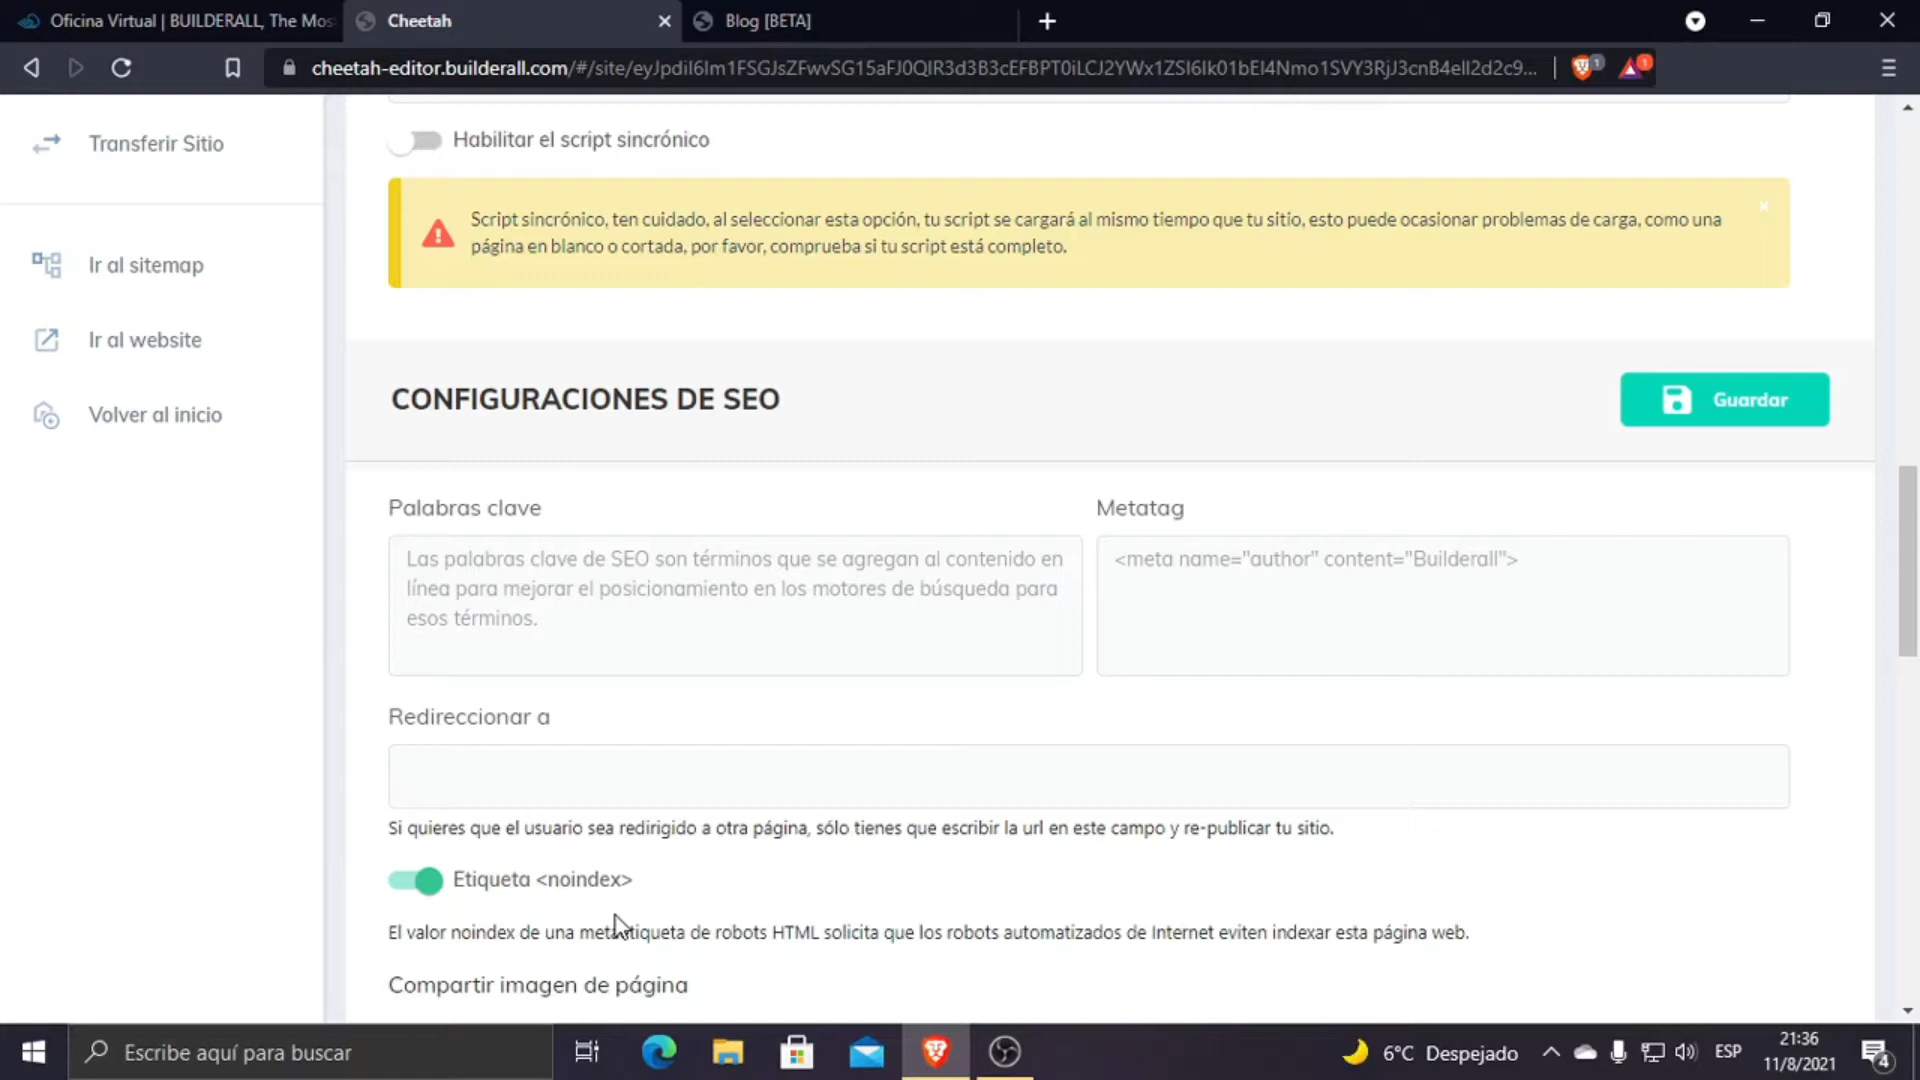 Oficina Virtual | BUILDERALL, The Mos
Cheetah
Blog [BETA]
Transferir Sitio
Ir al sitemap
Ir al website
Volver al inicio
Habilitar el script sincrónico
Script sincrónico, ten cuidado, al seleccionar esta opción, tu script se cargará al mismo tiempo que tu sitio, esto puede ocasionar problemas de carga, como una
página en blanco o cortada, por favor, comprueba si tu script está completo.
CONFIGURACIONES DE SEO
Guardar
Palabras clave
Las palabras clave de SEO son términos que se agregan al contenido en
línea para mejorar el posicionamiento en los motores de búsqueda para
esos términos.
Metatag
<meta name="author" content="Builderall">
Redireccionar a
Si quieres que el usuario sea redirigido a otra página, sólo tienes que escribir la url en este campo y re-publicar tu sitio.
Etiqueta <noindex>
El valor noindex de una metaetiqueta de robots HTML solicita que los robots automatizados de Internet eviten indexar esta página web.
Compartir imagen de página
Escribe aquí para buscar
6°C Despejado
ESP
21:36
11/8/2021
4